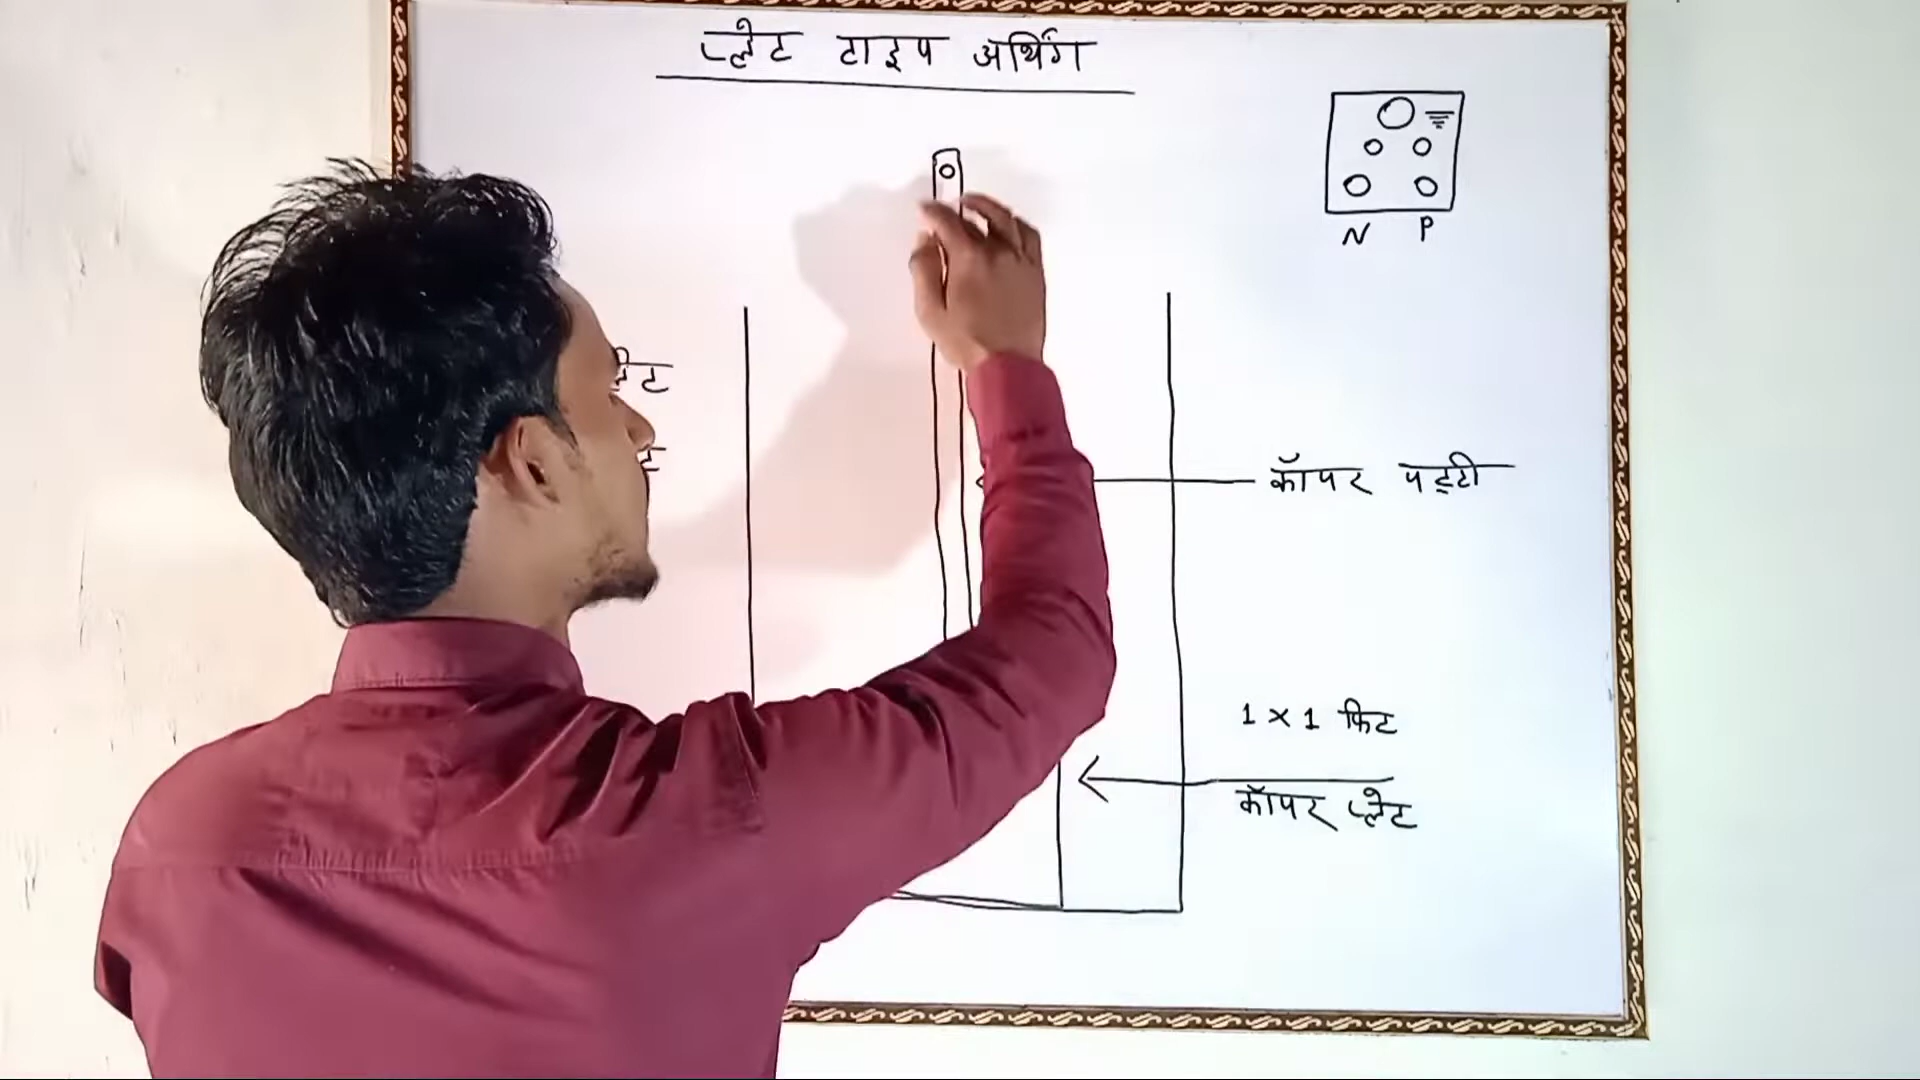 प्लेट टाइप अर्थिंग
N P
कॉपर पट्टी
1 x 1 फिट
कॉपर प्लेट